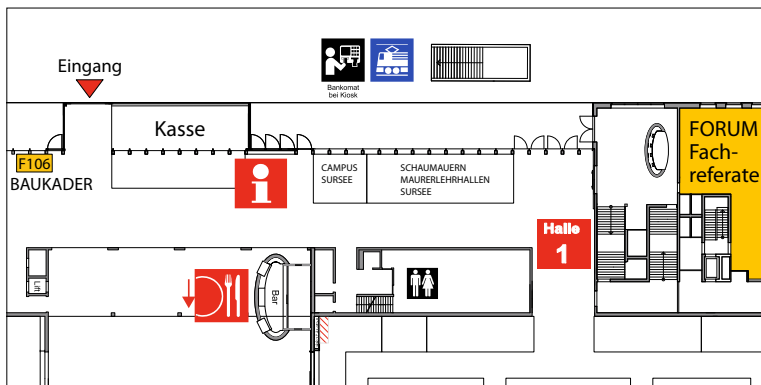 Eingang
Bankomat
bei Kiosk
Kasse
F106
BAUKADER
CAMPUS
SURSEE
SCHAUMAUERN
MAURERLEHRHALLEN
SURSEE
FORUM
Fach-
referate
i
Halle
1
Lift
Bar